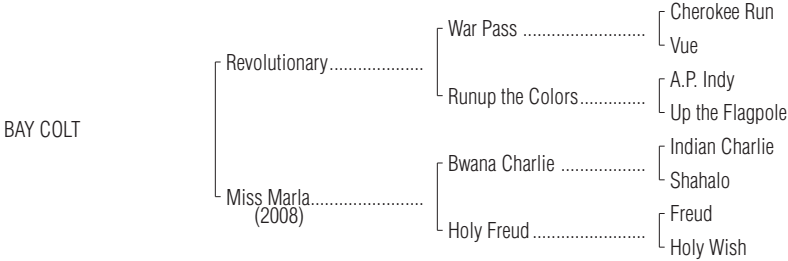 Cherokee Run
War Pass ..........................
Vue
Revolutionary....................
A.P. Indy
Runup the Colors..............
Up the Flagpole
BAY COLT
Indian Charlie
Bwana Charlie ..................
Shahalo
Miss Marla........................
(2008)
Freud
Holy Freud ........................
Holy Wish